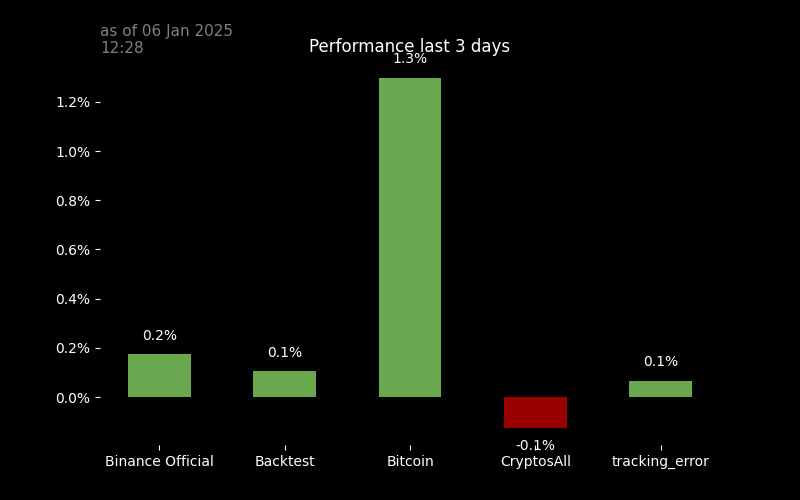 as of 06 Jan 2025
12:28
Performance last 3 days
1.3%
1.2%
1.0%
0.8%
0.6%
0.4%
0.2%
0.0%
0.2%
0.1%
0.1%
-0.1%
Binance Official
Backtest
Bitcoin
CryptosAll
tracking_error